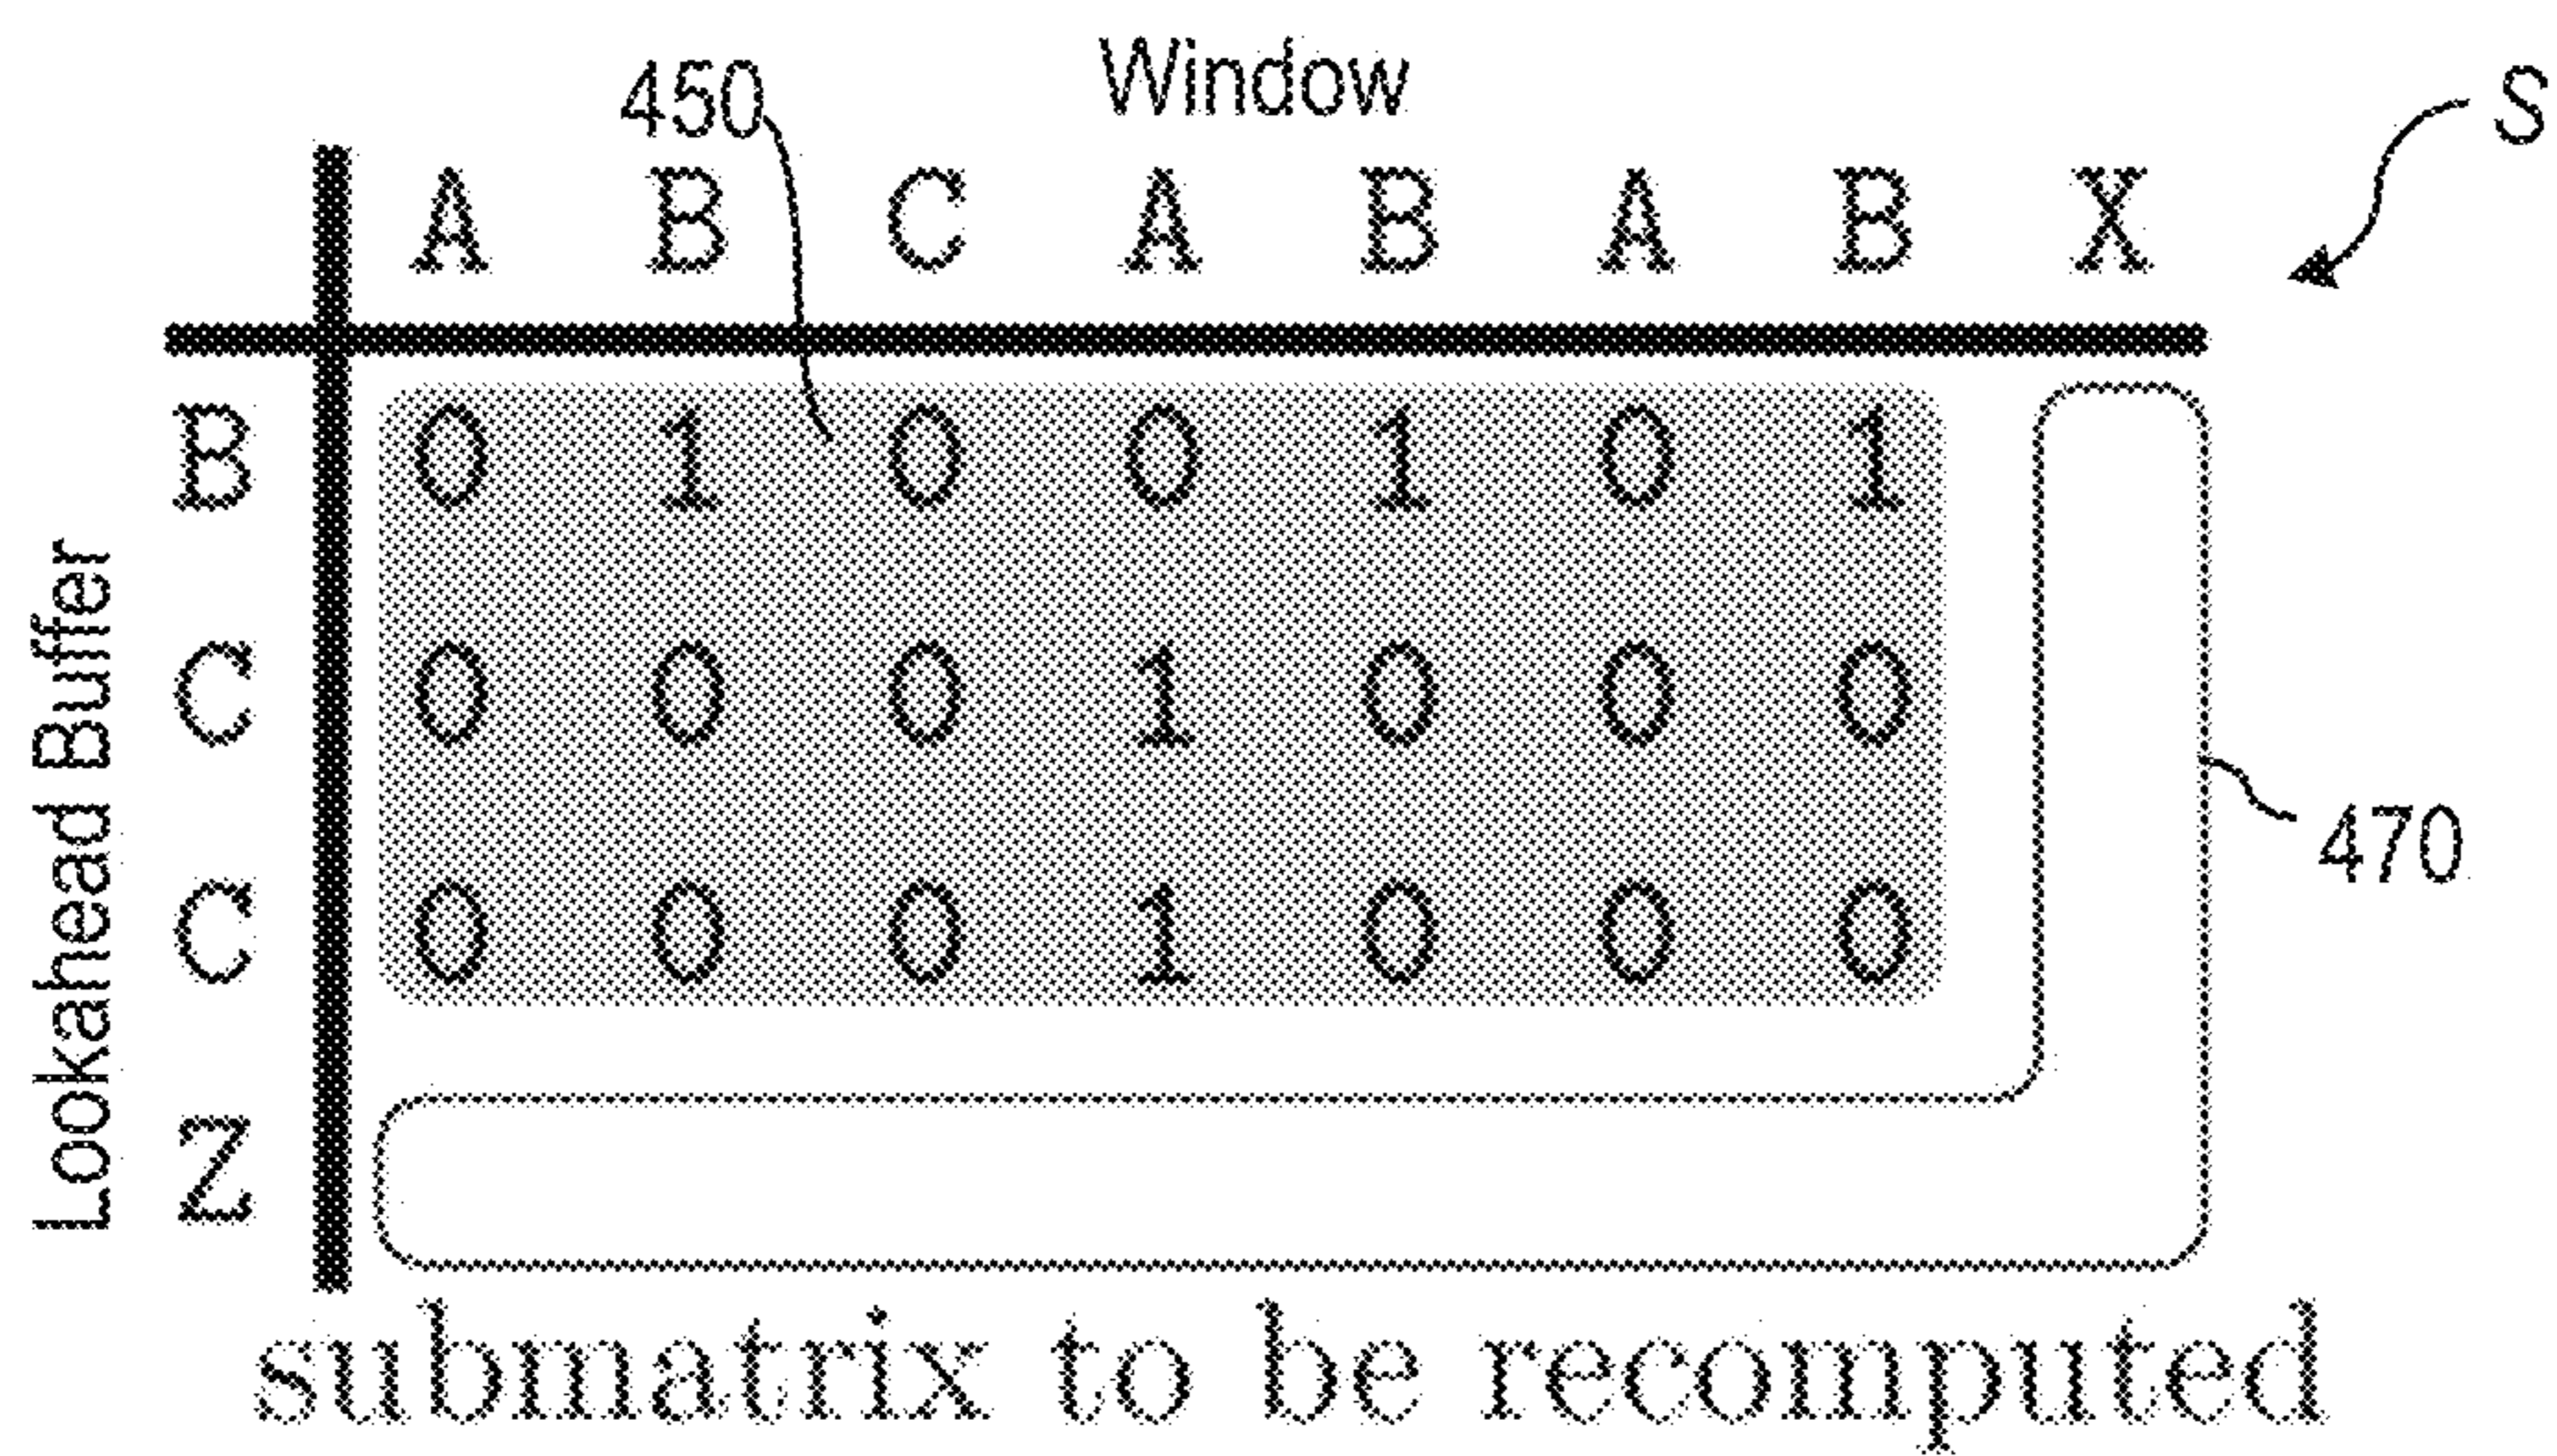 450 Window S
A B C A B A B X
B 0 1 0 0 1 0 1
C 0 0 0 1 0 0 0
C 0 0 0 1 0 0 0
Z
Lookahead Buffer
470
submatrix to be recomputed